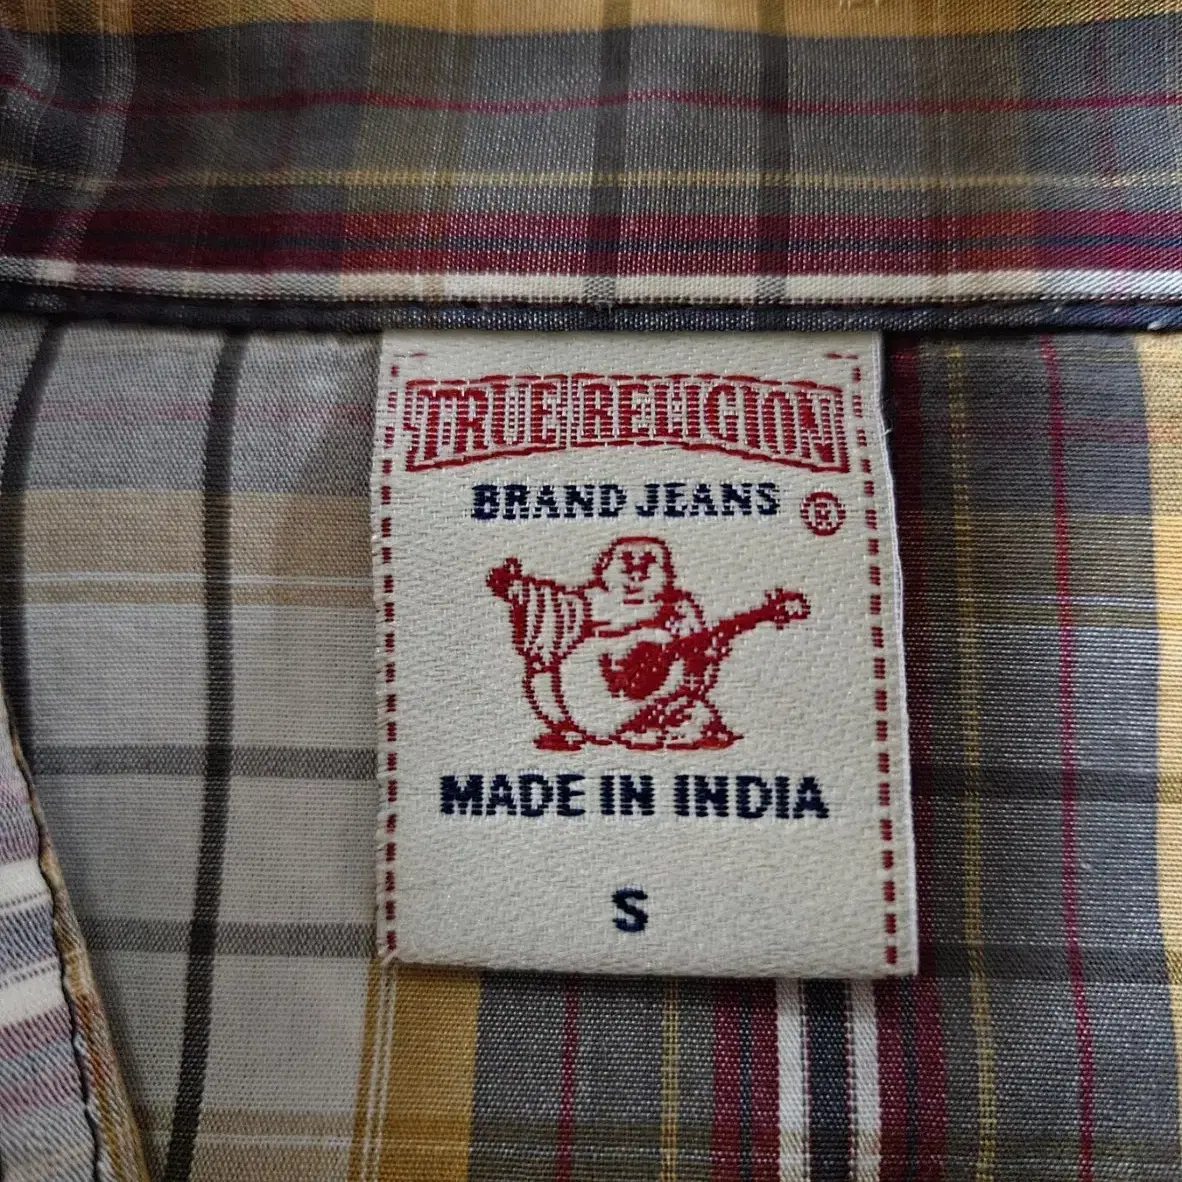 TRUE RELIGION
BRAND JEANS ®
MADE IN INDIA
S